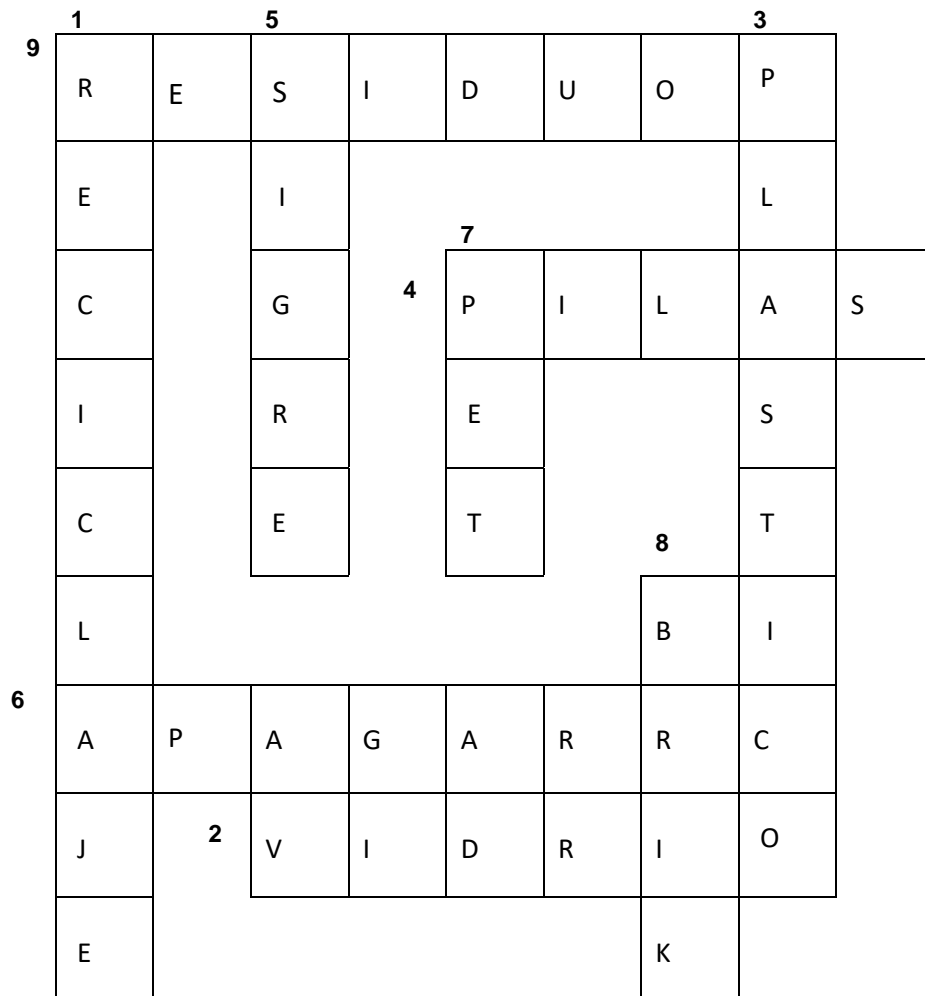 1 5 3
9 R E S I D U O P
E I L
7
C G 4 P I L A S
I R E S
C E T T
8
L B I
6 A P A G A R R C
J 2 V I D R I O
E K